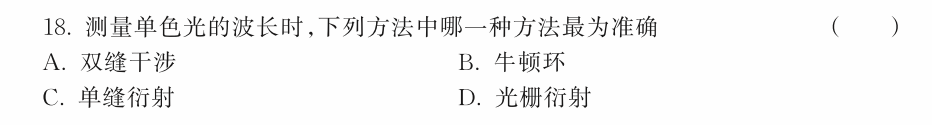 18. 测量单色光的波长时,下列方法中哪一种方法最为准确 (　　)
A. 双缝干涉　　B. 牛顿环
C. 单缝衍射　　D. 光栅衍射